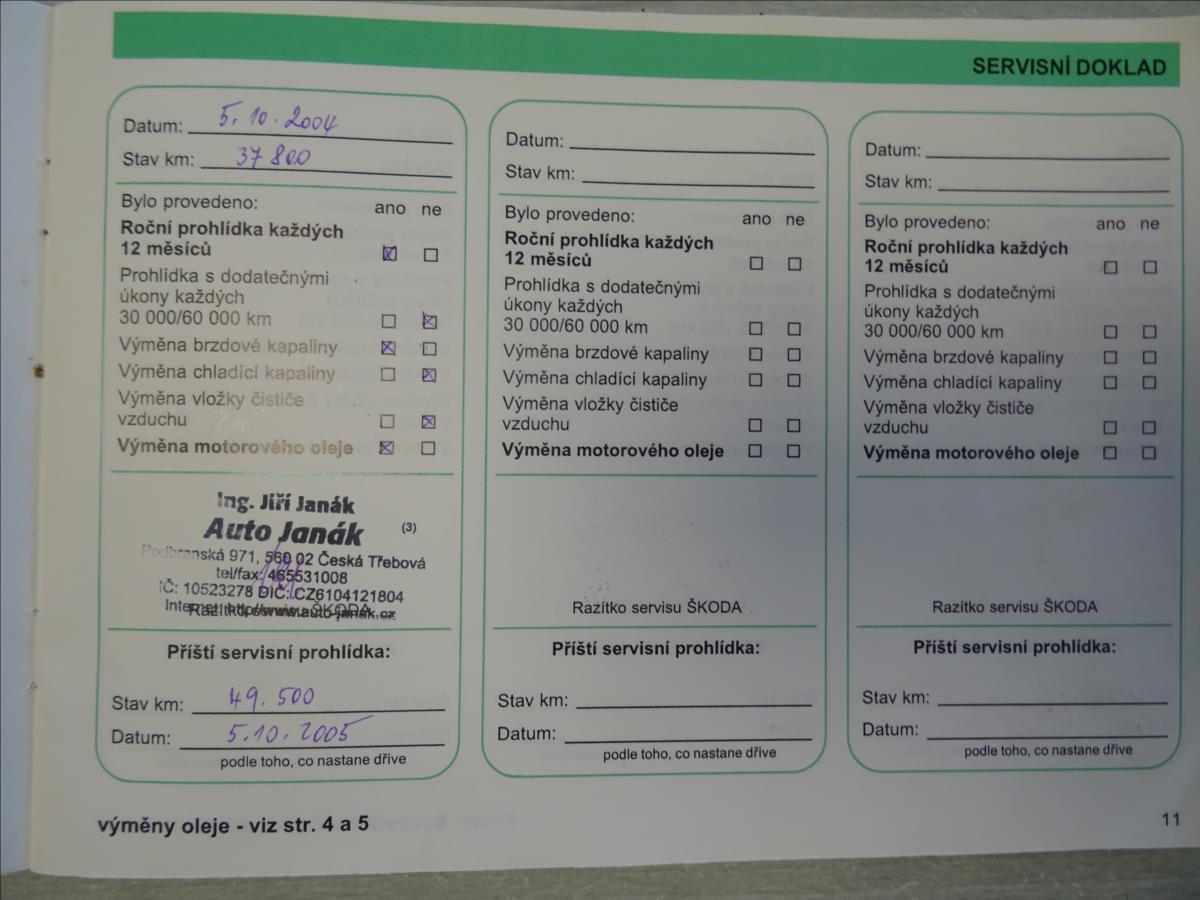 SERVISNÍ DOKLAD
Datum: 5.10.2004
Stav km: 37 800
Bylo provedeno: ano ne
Roční prohlídka každých
12 měsíců
Prohlídka s dodatečnými
úkony každých
30 000/60 000 km
Výměna brzdové kapaliny
Výměna chladící kapaliny
Výměna vložky čističe
vzduchu
Výměna motorového oleje
Ing. Jiří Janák
Auto Janák (3)
Podbranská 971, 560 02 Česká Třebová
tel/fax: 465531008
IČ: 10523278 DIČ: CZ6104121804
Razítko servisu ŠKODA
Příští servisní prohlídka:
Stav km: 49.500
Datum: 5.10.2005
podle toho, co nastane dříve
Datum:
Stav km:
Bylo provedeno: ano ne
Roční prohlídka každých
12 měsíců
Prohlídka s dodatečnými
úkony každých
30 000/60 000 km
Výměna brzdové kapaliny
Výměna chladící kapaliny
Výměna vložky čističe
vzduchu
Výměna motorového oleje
Razítko servisu ŠKODA
Příští servisní prohlídka:
Stav km:
Datum:
podle toho, co nastane dříve
Datum:
Stav km:
Bylo provedeno: ano ne
Roční prohlídka každých
12 měsíců
Prohlídka s dodatečnými
úkony každých
30 000/60 000 km
Výměna brzdové kapaliny
Výměna chladící kapaliny
Výměna vložky čističe
vzduchu
Výměna motorového oleje
Razítko servisu ŠKODA
Příští servisní prohlídka:
Stav km:
Datum:
podle toho, co nastane dříve
výměny oleje - viz str. 4 a 5
11